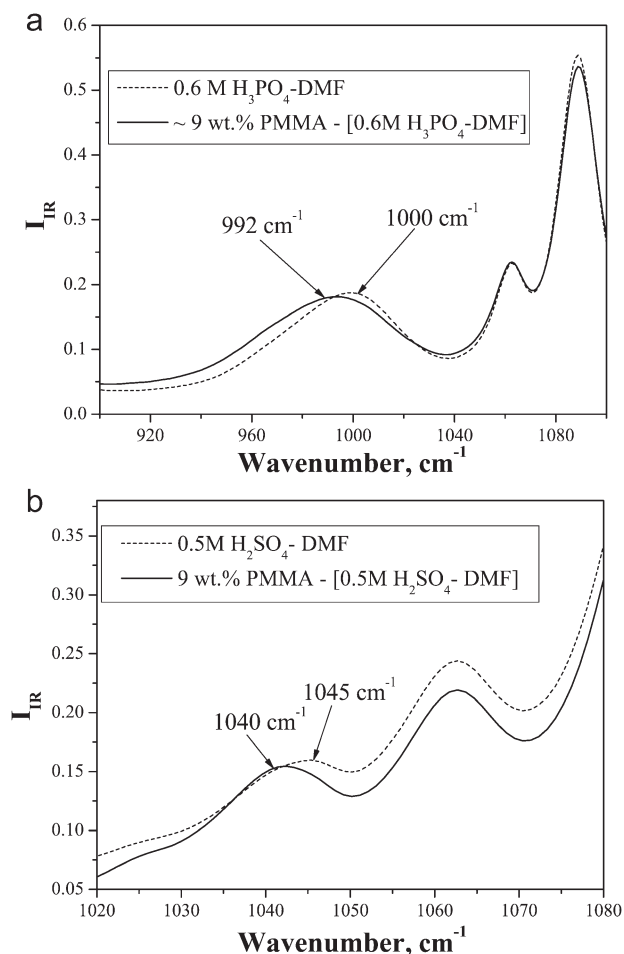 a
0.6
0.5
0.4
0.3
0.2
0.1
0.0
I_IR
0.6 M H₃PO₄-DMF
~ 9 wt.% PMMA - [0.6M H₃PO₄-DMF]
992 cm⁻¹
1000 cm⁻¹
920 960 1000 1040 1080
Wavenumber, cm⁻¹
b
0.35
0.30
0.25
0.20
0.15
0.10
0.05
I_IR
0.5M H₂SO₄- DMF
9 wt.% PMMA - [0.5M H₂SO₄- DMF]
1045 cm⁻¹
1040 cm⁻¹
1020 1030 1040 1050 1060 1070 1080
Wavenumber, cm⁻¹